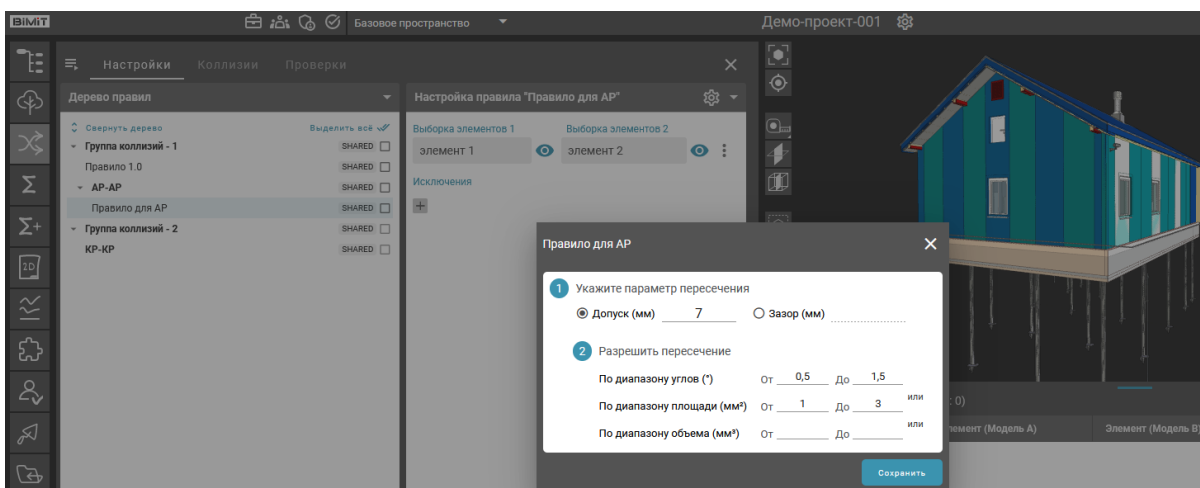 BIMiT
Базовое пространство
Демо-проект-001
Настройки Коллизии Проверки
Дерево правил
Настройка правила "Правило для АР"
Свернуть дерево Выделить всё
Выборка элементов 1 Выборка элементов 2
Группа коллизий - 1 SHARED
элемент 1 элемент 2
Правило 1.0 SHARED
АР-АР SHARED
Исключения
Правило для АР SHARED
Группа коллизий - 2 SHARED
КР-КР SHARED
2D
Правило для АР
1 Укажите параметр пересечения
Допуск (мм) 7 Зазор (мм)
2 Разрешить пересечение
По диапазону углов (°) От 0,5 До 1,5
или
По диапазону площади (мм²) От 1 До 3
или
По диапазону объема (мм³) От До
: 0)
лемент (Модель А) Элемент (Модель В
Сохранить